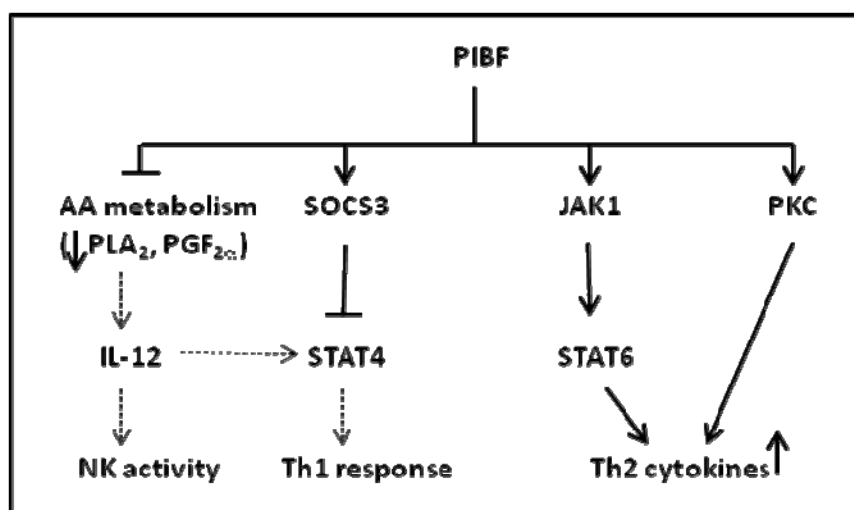 PIBF
AA metabolism SOCS3 JAK1 PKC
(↓PLA₂, PGF₂α)
IL-12 STAT4 STAT6
NK activity Th1 response Th2 cytokines↑